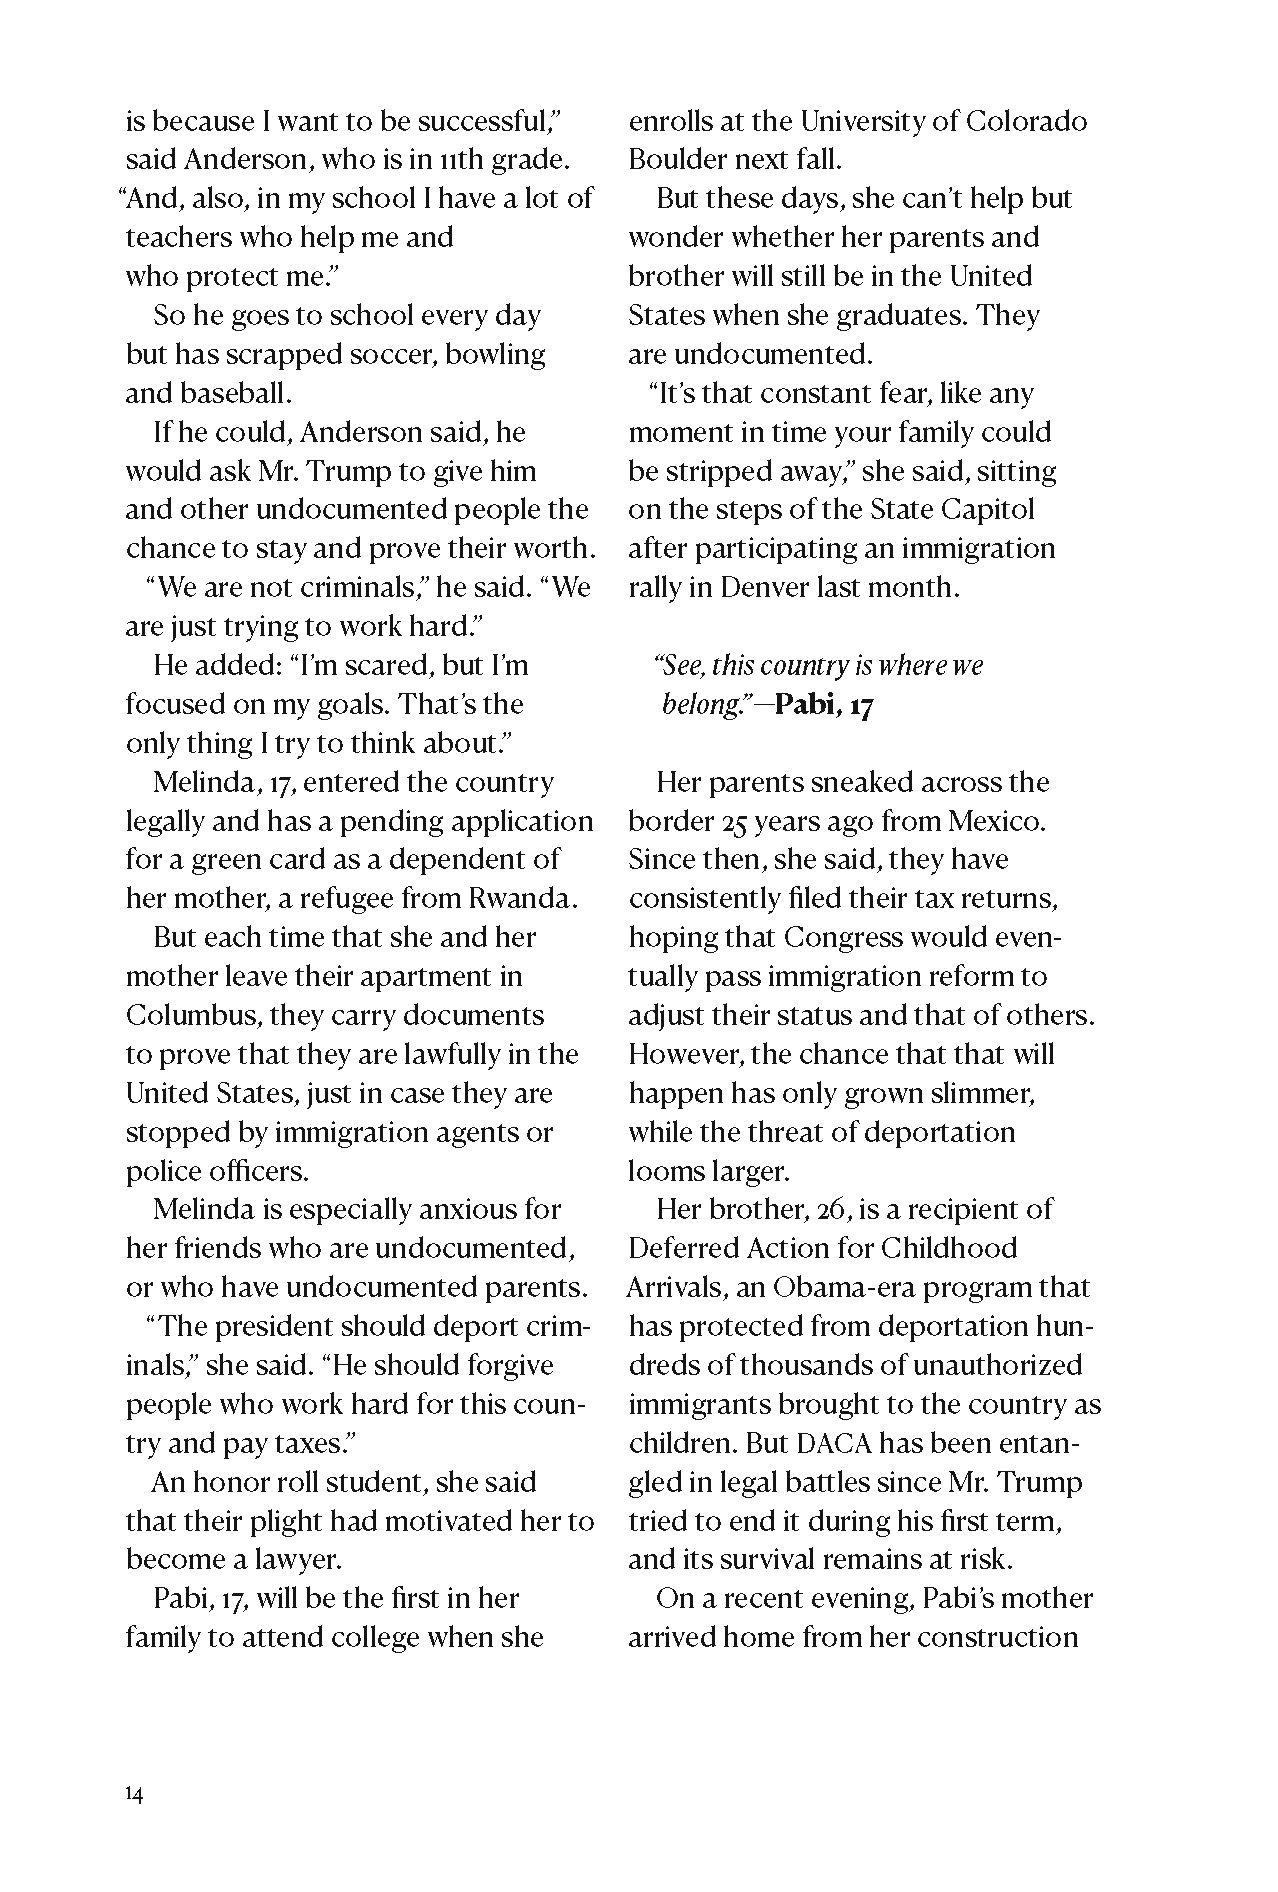 is because I want to be successful,”
said Anderson, who is in 11th grade.
“And, also, in my school I have a lot of
teachers who help me and
who protect me.”
So he goes to school every day
but has scrapped soccer, bowling
and baseball.
If he could, Anderson said, he
would ask Mr. Trump to give him
and other undocumented people the
chance to stay and prove their worth.
“We are not criminals,” he said. “We
are just trying to work hard.”
He added: “I’m scared, but I’m
focused on my goals. That’s the
only thing I try to think about.”
Melinda, 17, entered the country
legally and has a pending application
for a green card as a dependent of
her mother, a refugee from Rwanda.
But each time that she and her
mother leave their apartment in
Columbus, they carry documents
to prove that they are lawfully in the
United States, just in case they are
stopped by immigration agents or
police officers.
Melinda is especially anxious for
her friends who are undocumented,
or who have undocumented parents.
“The president should deport crim-
inals,” she said. “He should forgive
people who work hard for this coun-
try and pay taxes.”
An honor roll student, she said
that their plight had motivated her to
become a lawyer.
Pabi, 17, will be the first in her
family to attend college when she
enrolls at the University of Colorado
Boulder next fall.
But these days, she can’t help but
wonder whether her parents and
brother will still be in the United
States when she graduates. They
are undocumented.
“It’s that constant fear, like any
moment in time your family could
be stripped away,” she said, sitting
on the steps of the State Capitol
after participating an immigration
rally in Denver last month.
“See, this country is where we
belong.”—Pabi, 17
Her parents sneaked across the
border 25 years ago from Mexico.
Since then, she said, they have
consistently filed their tax returns,
hoping that Congress would even-
tually pass immigration reform to
adjust their status and that of others.
However, the chance that that will
happen has only grown slimmer,
while the threat of deportation
looms larger.
Her brother, 26, is a recipient of
Deferred Action for Childhood
Arrivals, an Obama-era program that
has protected from deportation hun-
dreds of thousands of unauthorized
immigrants brought to the country as
children. But DACA has been entan-
gled in legal battles since Mr. Trump
tried to end it during his first term,
and its survival remains at risk.
On a recent evening, Pabi’s mother
arrived home from her construction
14